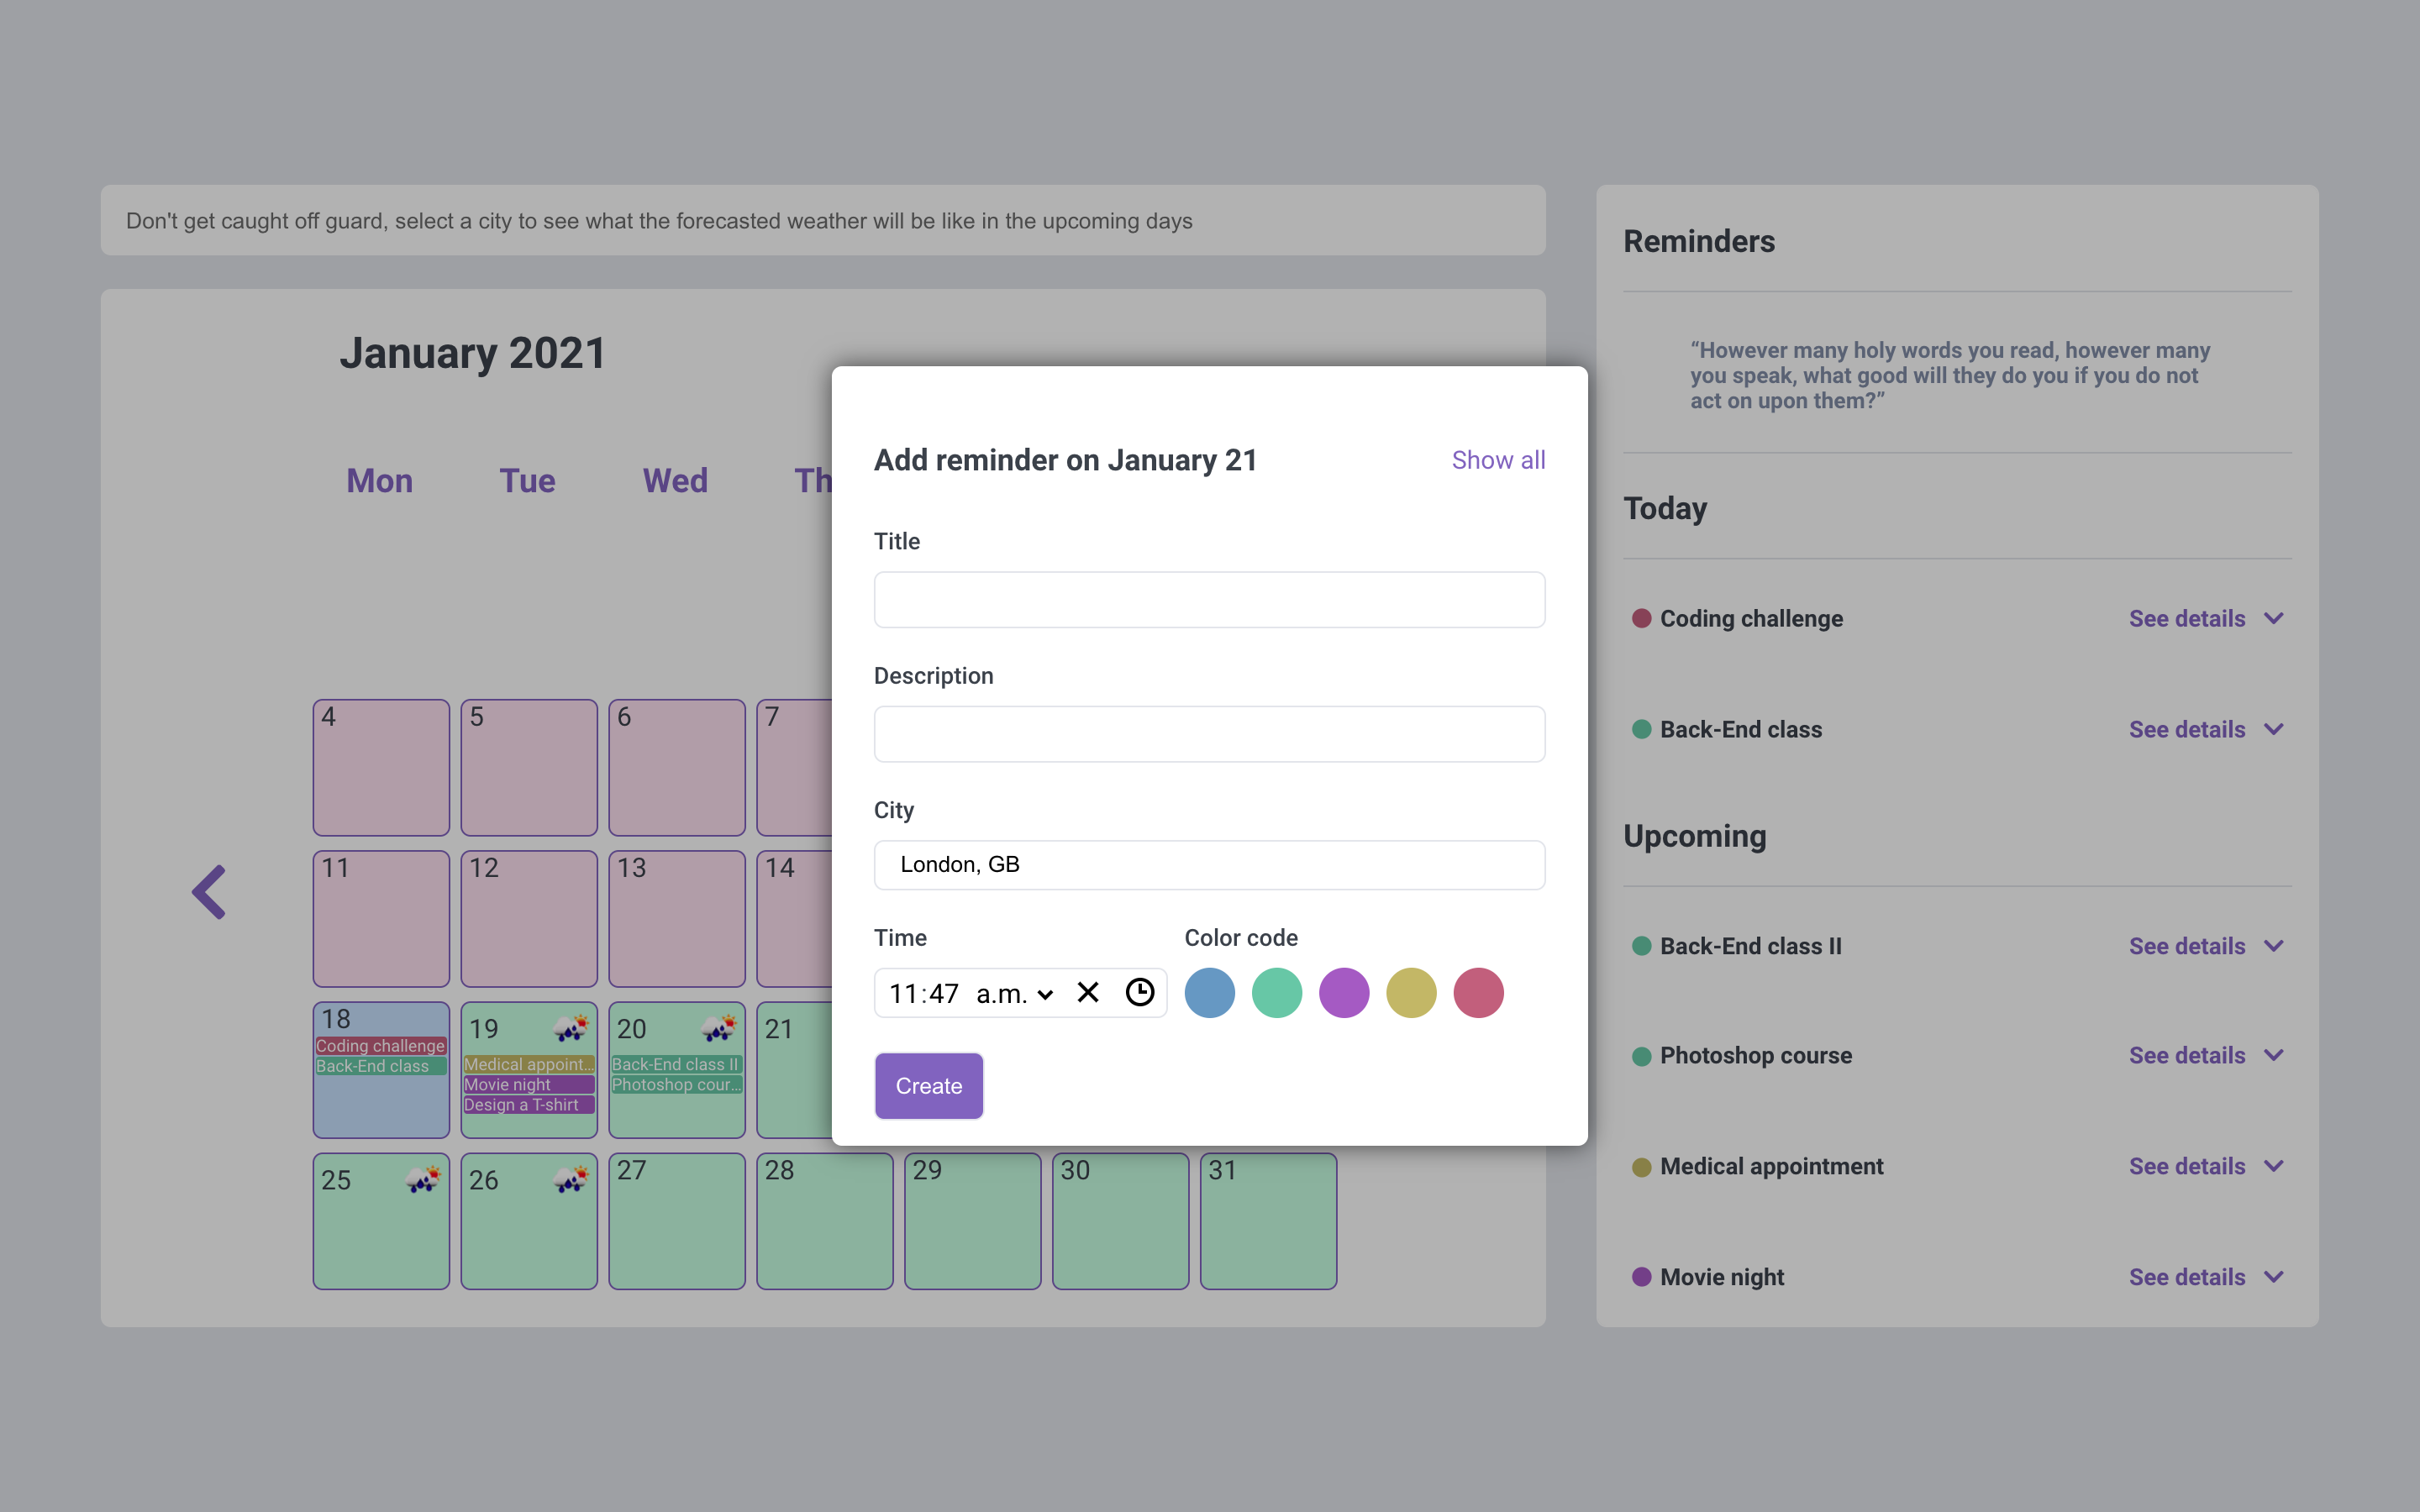 Don't get caught off guard, select a city to see what the forecasted weather will be like in the upcoming days
January 2021
Mon Tue Wed Th
4 5 6 7
11 12 13 14
18 19 20 21
Coding challenge
Back-End class
Medical appoint...
Movie night
Design a T-shirt
Back-End class II
Photoshop cour...
25 26 27 28 29 30 31
Add reminder on January 21
Show all
Title
Description
City
London, GB
Time
Color code
11:47 a.m.
Create
Reminders
“However many holy words you read, however many
you speak, what good will they do you if you do not
act on upon them?”
Today
Coding challenge See details
Back-End class See details
Upcoming
Back-End class II See details
Photoshop course See details
Medical appointment See details
Movie night See details